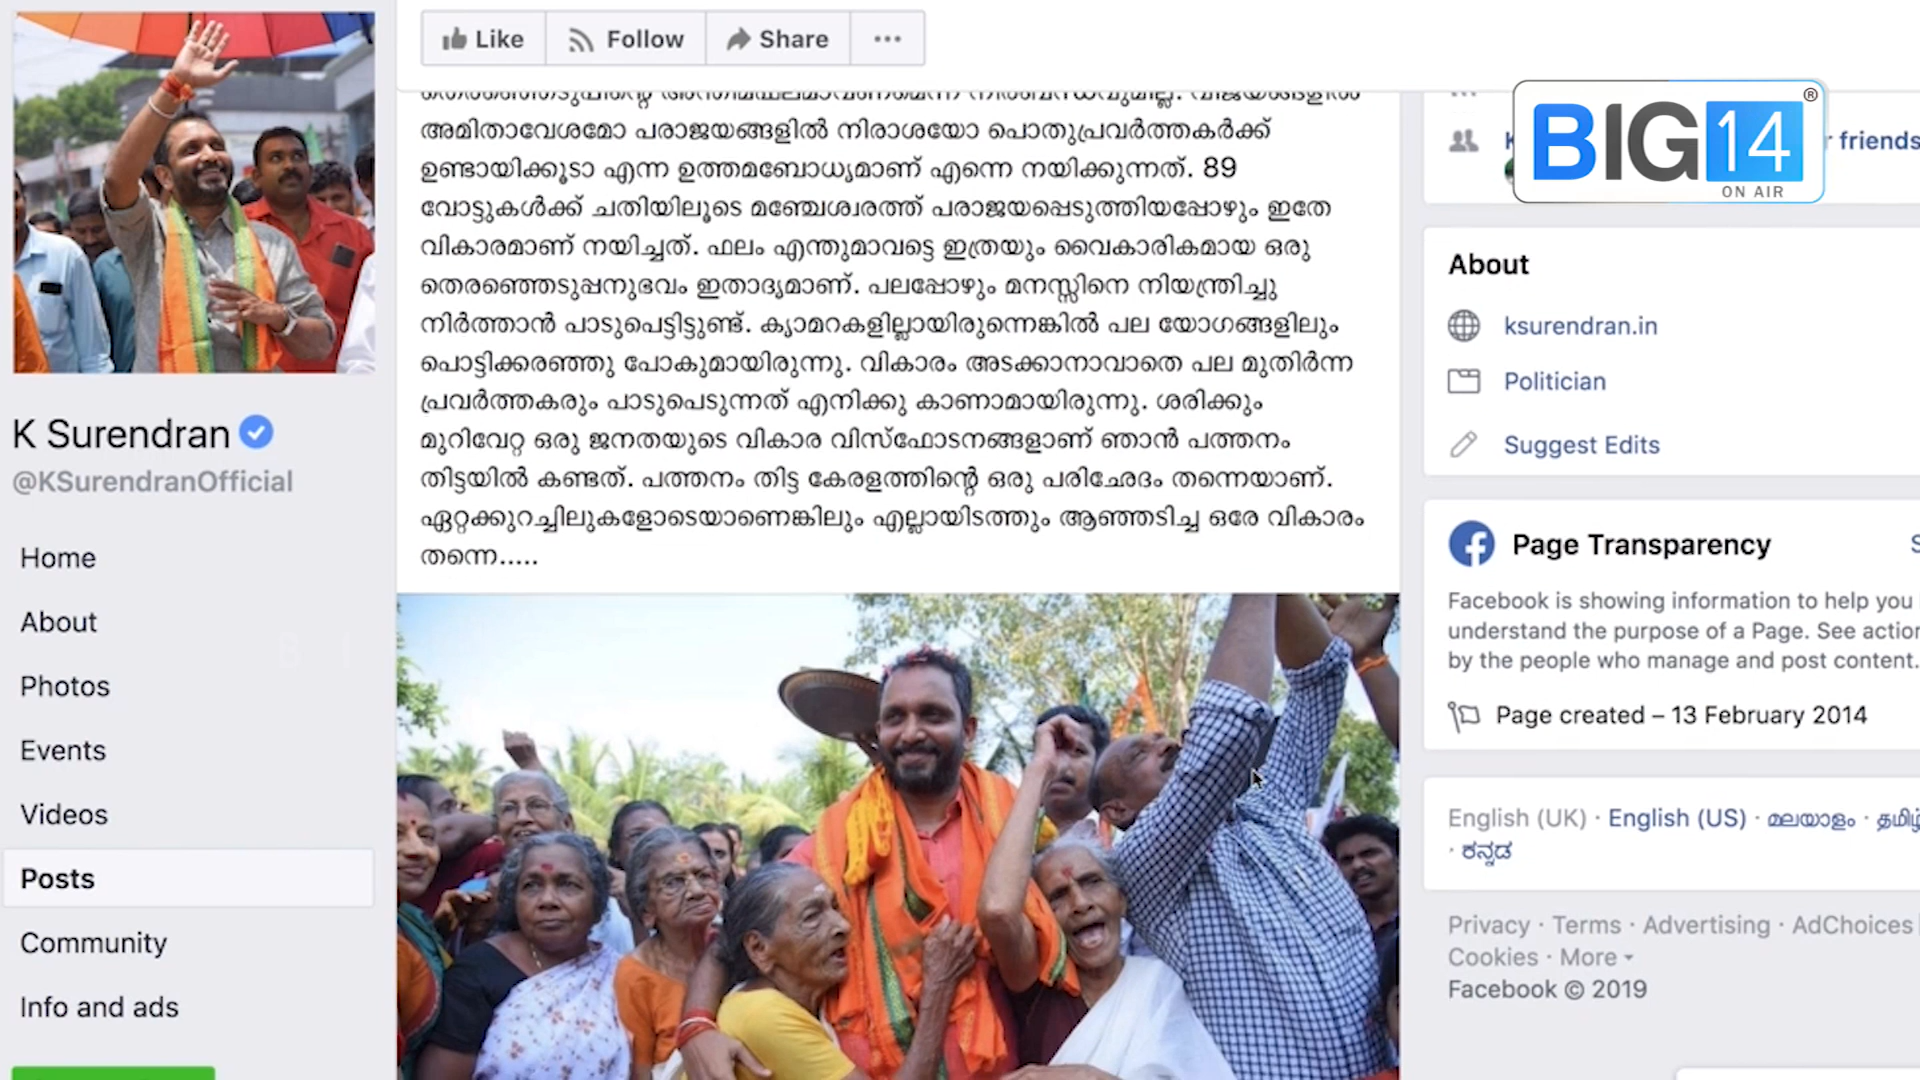 Like
Follow
Share
അമിതാവേശമോ പരാജയങ്ങളിൽ നിരാശയോ പൊതുപ്രവർത്തകർക്ക്
ഉണ്ടായിക്കൂടാ എന്ന ഉത്തമബോധ്യമാണ് എന്നെ നയിക്കുന്നത്. 89
വോട്ടുകൾക്ക് ചതിയിലൂടെ മഞ്ചേശ്വരത്ത് പരാജയപ്പെടുത്തിയപ്പോഴും ഇതേ
വികാരമാണ് നയിച്ചത്. ഫലം എന്തുമാവട്ടെ ഇത്രയും വൈകാരികമായ ഒരു
തെരഞ്ഞെടുപ്പനുഭവം ഇതാദ്യമാണ്. പലപ്പോഴും മനസ്സിനെ നിയന്ത്രിച്ചു
നിർത്താൻ പാടുപെട്ടിട്ടുണ്ട്. ക്യാമറകളില്ലായിരുന്നെങ്കിൽ പല യോഗങ്ങളിലും
പൊട്ടിക്കരഞ്ഞു പോകുമായിരുന്നു. വികാരം അടക്കാനാവാതെ പല മുതിർന്ന
പ്രവർത്തകരും പാടുപെടുന്നത് എനിക്കു കാണാമായിരുന്നു. ശരിക്കും
മുറിവേറ്റ ഒരു ജനതയുടെ വികാര വിസ്ഫോടനങ്ങളാണ് ഞാൻ പത്തനം
തിട്ടയിൽ കണ്ടത്. പത്തനം തിട്ട കേരളത്തിന്റെ ഒരു പരിഛേദം തന്നെയാണ്.
ഏറ്റക്കുറച്ചിലുകളോടെയാണെങ്കിലും എല്ലായിടത്തും ആഞ്ഞടിച്ച ഒരേ വികാരം
തന്നെ.....
K Surendran
@KSurendranOfficial
Home
About
Photos
Events
Videos
Posts
Community
Info and ads
BIG 14 ®
ON AIR
friends
About
ksurendran.in
Politician
Suggest Edits
Page Transparency
Facebook is showing information to help you
understand the purpose of a Page. See action
by the people who manage and post content.
Page created – 13 February 2014
English (UK) · English (US) · മലയാളം · தமிழ்
· ಕನ್ನಡ
Privacy · Terms · Advertising · AdChoices
Cookies · More
Facebook © 2019